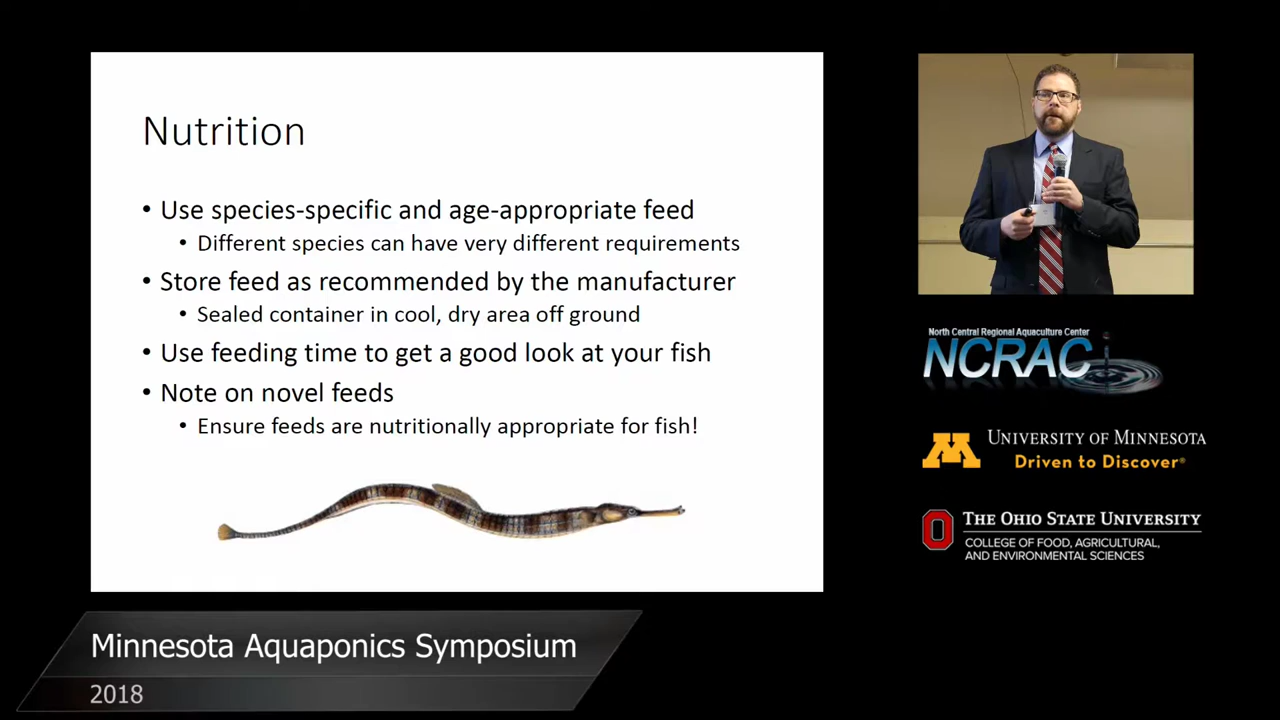 Nutrition
• Use species-specific and age-appropriate feed
• Different species can have very different requirements
• Store feed as recommended by the manufacturer
• Sealed container in cool, dry area off ground
• Use feeding time to get a good look at your fish
• Note on novel feeds
• Ensure feeds are nutritionally appropriate for fish!
North Central Regional Aquaculture Center
NCRAC
M
UNIVERSITY OF MINNESOTA
Driven to Discover®
O
THE OHIO STATE UNIVERSITY
COLLEGE OF FOOD, AGRICULTURAL,
AND ENVIRONMENTAL SCIENCES
Minnesota Aquaponics Symposium
2018